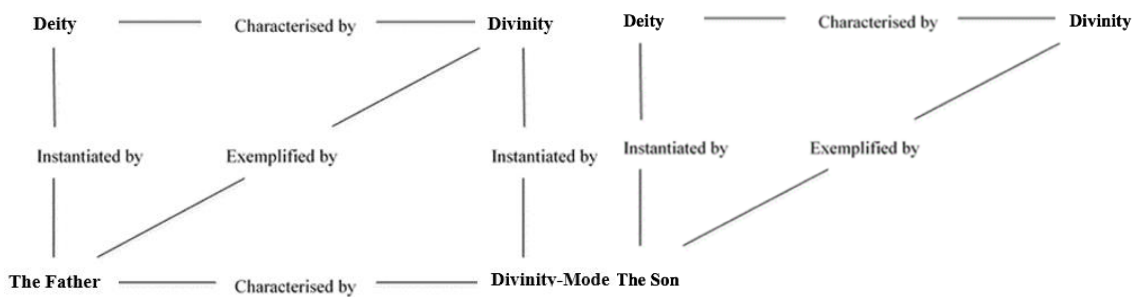 Deity Characterised by Divinity Deity Characterised by Divinity
Instantiated by Exemplified by Instantiated by Instantiated by Exemplified by
The Father Characterised by Divinity-Mode The Son